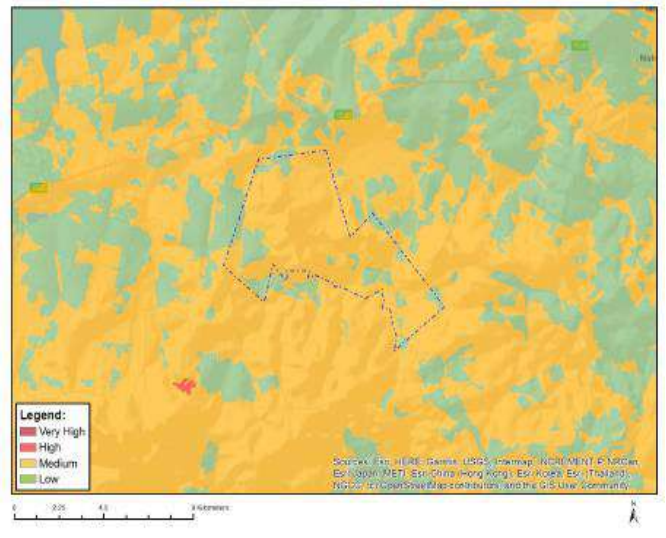 Legend:
Very High
High
Medium
Low
Sources: Esri, HERE, Garmin, USGS, Intermap, INCREMENT P, NRCan,
Esri Japan, METI, Esri China (Hong Kong), Esri Korea, Esri (Thailand),
NGCC, (c) OpenStreetMap contributors, and the GIS User Community
0 2.25 4.5 9 Kilometers
N